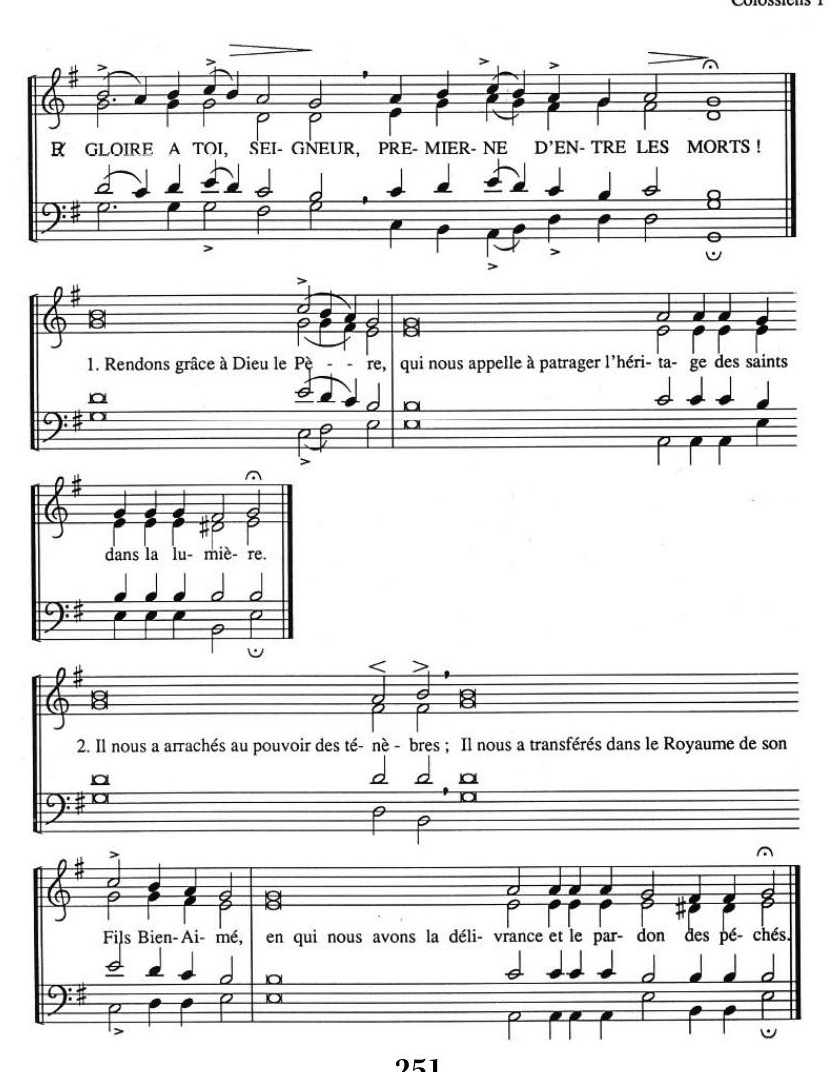 Colossiens 1
℟ GLOIRE A TOI, SEI- GNEUR, PRE- MIER- NE D'EN- TRE LES MORTS !
1. Rendons grâce à Dieu le Pè - - re, qui nous appelle à patrager l'héri- ta- ge des saints
dans la lu- miè- re.
2. Il nous a arrachés au pouvoir des té- nè - bres ; Il nous a transférés dans le Royaume de son
Fils Bien-Ai- mé, en qui nous avons la déli- vrance et le par- don des pé- chés.
251